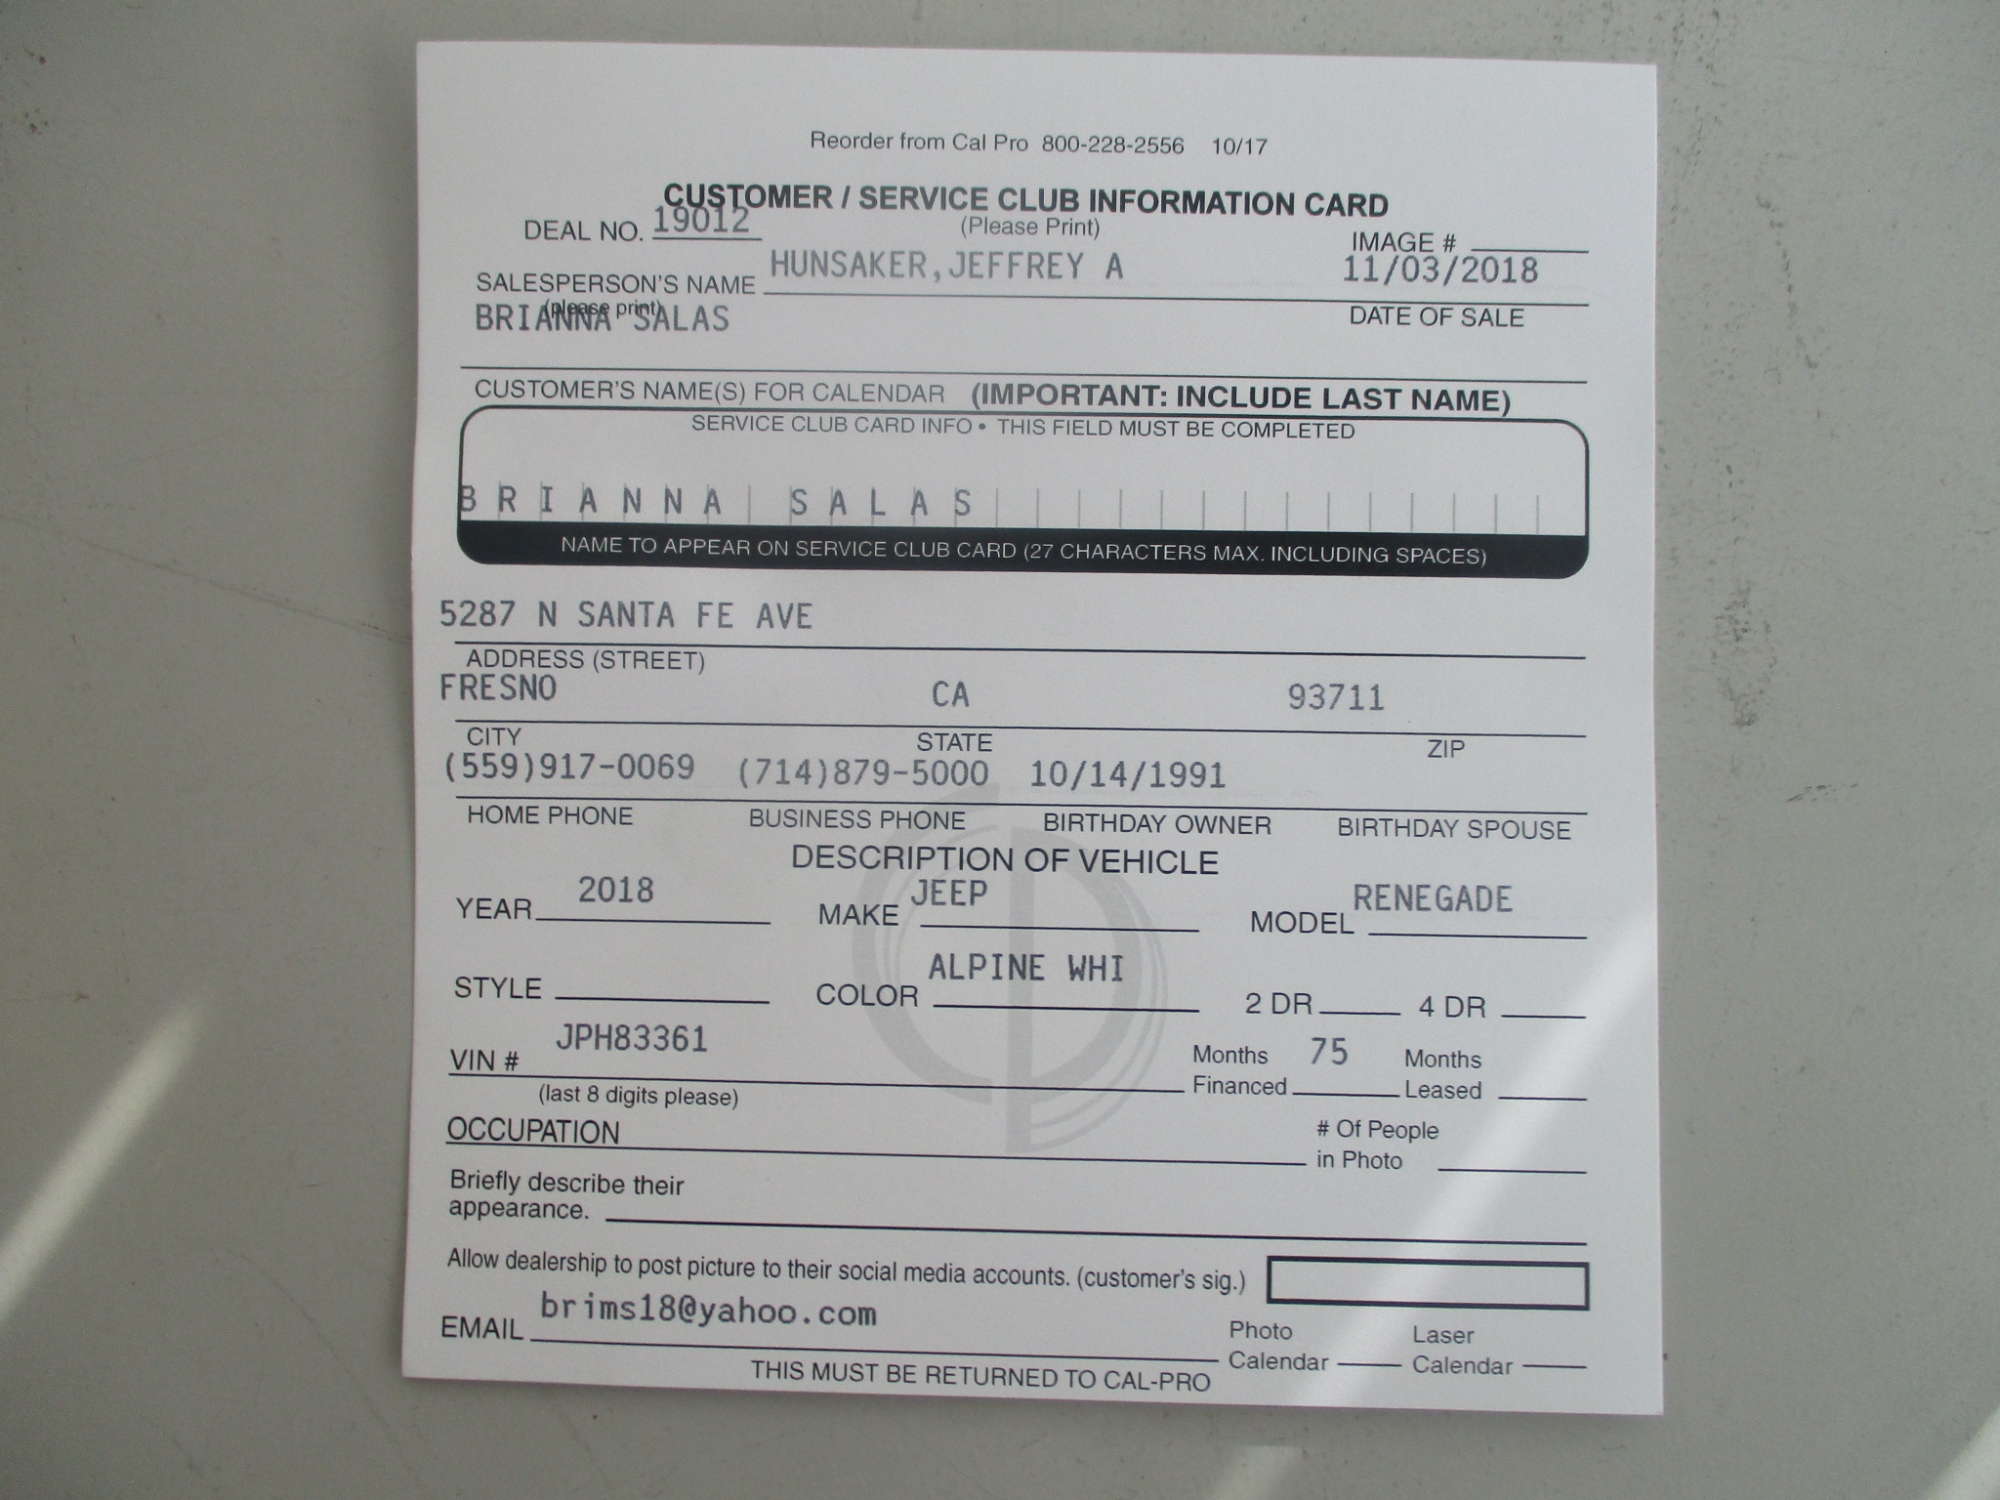 Reorder from Cal Pro 800-228-2556 10/17
CUSTOMER / SERVICE CLUB INFORMATION CARD
DEAL NO. 19012 (Please Print) IMAGE #
SALESPERSON'S NAME HUNSAKER,JEFFREY A 11/03/2018
(please print) DATE OF SALE
BRIANNA SALAS
CUSTOMER'S NAME(S) FOR CALENDAR (IMPORTANT: INCLUDE LAST NAME)
SERVICE CLUB CARD INFO • THIS FIELD MUST BE COMPLETED
BRIANNA SALAS
NAME TO APPEAR ON SERVICE CLUB CARD (27 CHARACTERS MAX. INCLUDING SPACES)
5287 N SANTA FE AVE
ADDRESS (STREET)
FRESNO CA 93711
CITY STATE ZIP
(559)917-0069 (714)879-5000 10/14/1991
HOME PHONE BUSINESS PHONE BIRTHDAY OWNER BIRTHDAY SPOUSE
DESCRIPTION OF VEHICLE
YEAR 2018 MAKE JEEP MODEL RENEGADE
STYLE COLOR ALPINE WHI 2 DR 4 DR
VIN # JPH83361 Months Financed 75 Months Leased
(last 8 digits please)
OCCUPATION # Of People in Photo
Briefly describe their
appearance.
Allow dealership to post picture to their social media accounts. (customer's sig.)
EMAIL brims18@yahoo.com Photo Calendar Laser Calendar
THIS MUST BE RETURNED TO CAL-PRO